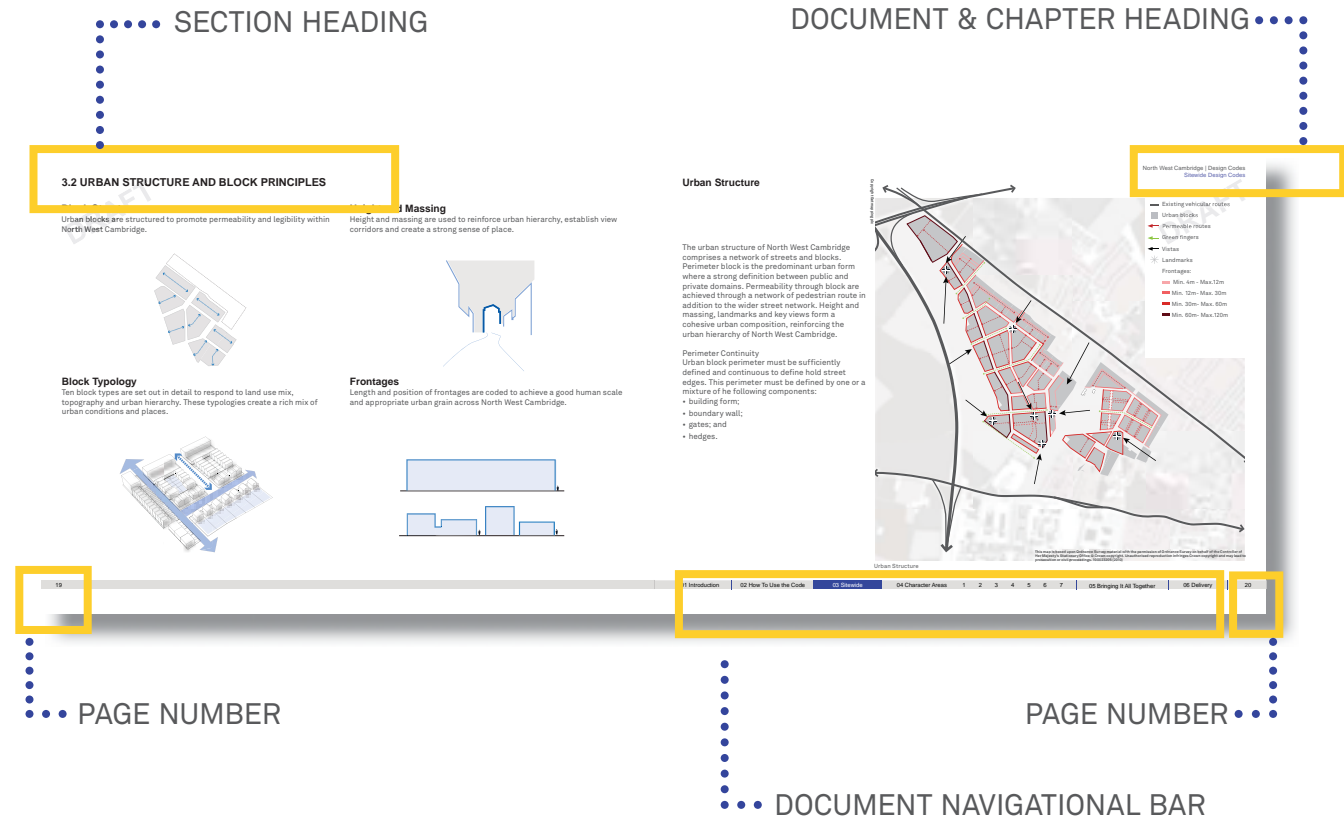 SECTION HEADING
DOCUMENT & CHAPTER HEADING
North West Cambridge | Design Codes
Sitewide Design Codes
3.2 URBAN STRUCTURE AND BLOCK PRINCIPLES
DRAFT
Urban blocks are structured to promote permeability and legibility within
North West Cambridge.
and Massing
Height and massing are used to reinforce urban hierarchy, establish view
corridors and create a strong sense of place.
Block Typology
Ten block types are set out in detail to respond to land use mix,
topography and urban hierarchy. These typologies create a rich mix of
urban conditions and places.
Frontages
Length and position of frontages are coded to achieve a good human scale
and appropriate urban grain across North West Cambridge.
Urban Structure
The urban structure of North West Cambridge
comprises a network of streets and blocks.
Perimeter block is the predominant urban form
where a strong definition between public and
private domains. Permeability through block are
achieved through a network of pedestrian route in
addition to the wider street network. Height and
massing, landmarks and key views form a
cohesive urban composition, reinforcing the
urban hierarchy of North West Cambridge.
Perimeter Continuity
Urban block perimeter must be sufficiently
defined and continuous to define hold street
edges. This perimeter must be defined by one or a
mixture of he following components:
• building form;
• boundary wall;
• gates; and
• hedges.
DRAFT
Existing vehicular routes
Urban blocks
Permeable routes
Green fingers
Vistas
Landmarks
Frontages:
Min. 4m - Max.12m
Min. 12m- Max. 30m
Min. 30m- Max. 60m
Min. 60m- Max.120m
Urban Structure
19
01 Introduction
02 How To Use the Code
03 Sitewide
04 Character Areas 1 2 3 4 5 6 7
05 Bringing It All Together
06 Delivery
20
PAGE NUMBER
PAGE NUMBER
DOCUMENT NAVIGATIONAL BAR